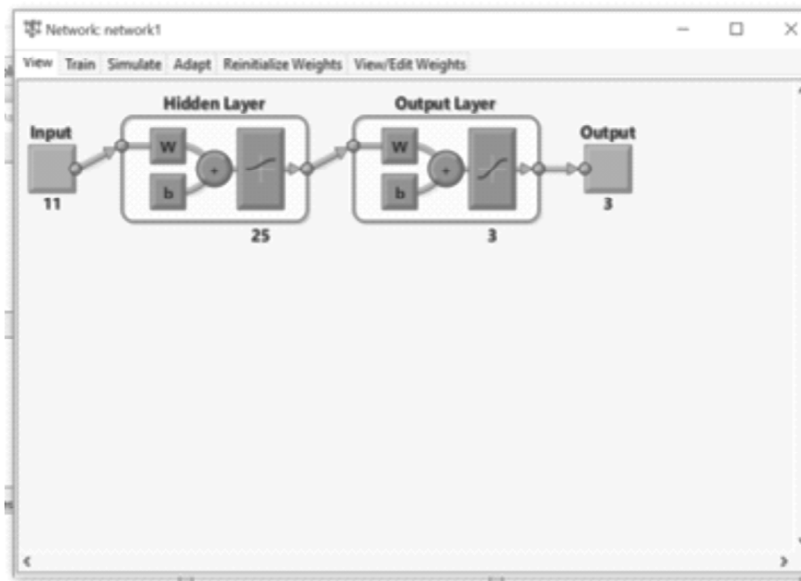 Network: network1
View Train Simulate Adapt Reinitialize Weights View/Edit Weights
Hidden Layer Output Layer
Input Output
W W
+ +
b b
11 3
25 3